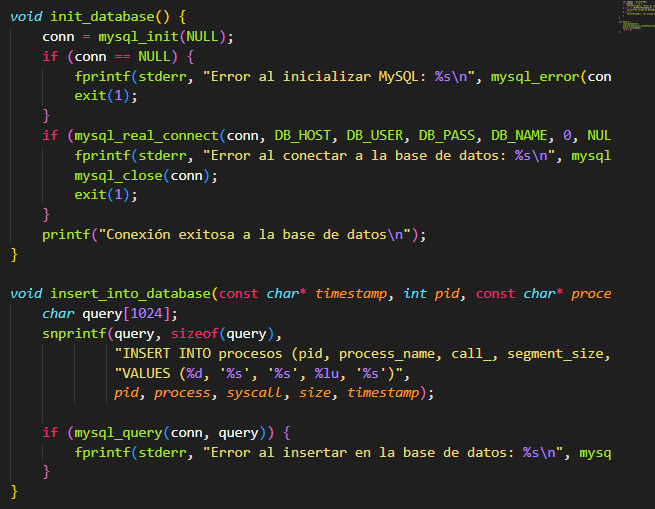 void init_database() {
conn = mysql_init(NULL);
if (conn == NULL) {
fprintf(stderr, "Error al inicializar MySQL: %s\n", mysql_error(con
exit(1);
}
if (mysql_real_connect(conn, DB_HOST, DB_USER, DB_PASS, DB_NAME, 0, NUL
fprintf(stderr, "Error al conectar a la base de datos: %s\n", mysql
mysql_close(conn);
exit(1);
}
printf("Conexión exitosa a la base de datos\n");
}
void insert_into_database(const char* timestamp, int pid, const char* proce
char query[1024];
snprintf(query, sizeof(query),
"INSERT INTO procesos (pid, process_name, call_, segment_size,
"VALUES (%d, '%s', '%s', %lu, '%s')",
pid, process, syscall, size, timestamp);
if (mysql_query(conn, query)) {
fprintf(stderr, "Error al insertar en la base de datos: %s\n", mysq
}
}